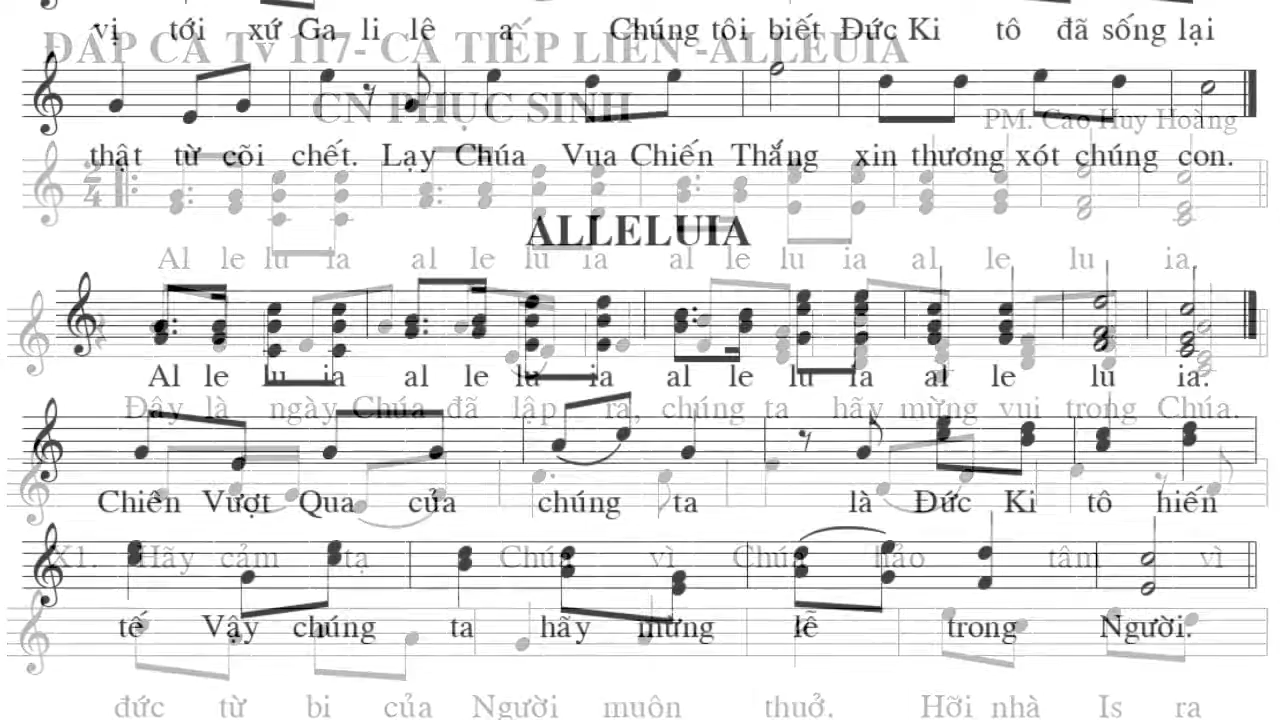 vị tới xứ Ga li lê a Chúng tôi biết Đức Ki tô đã sống lại
ĐÁP CA Tv 117- CA TIẾP LIÊN -ALLELUIA
CN PHỤC SINH
PM. Cao Huy Hoàng
thật từ cõi chết. Lạy Chúa Vua Chiến Thắng xin thương xót chúng con.
2
4
ALLELUIA
Al le lu ia al le lu ia al le lu ia al le lu ia.
Al le lu ia al le lu ia al le lu ia al le lu ia.
Đây là ngày Chúa đã lập ra, chúng ta hãy mừng vui trong Chúa.
Chiên Vượt Qua của chúng ta là Đức Ki tô hiến
X1. Hãy cảm tạ Chúa vì Chúa hảo tâm vì
tế Vậy chúng ta hãy mừng lễ trong Người.
đức từ bi của Người muôn thuở. Hỡi nhà Is ra